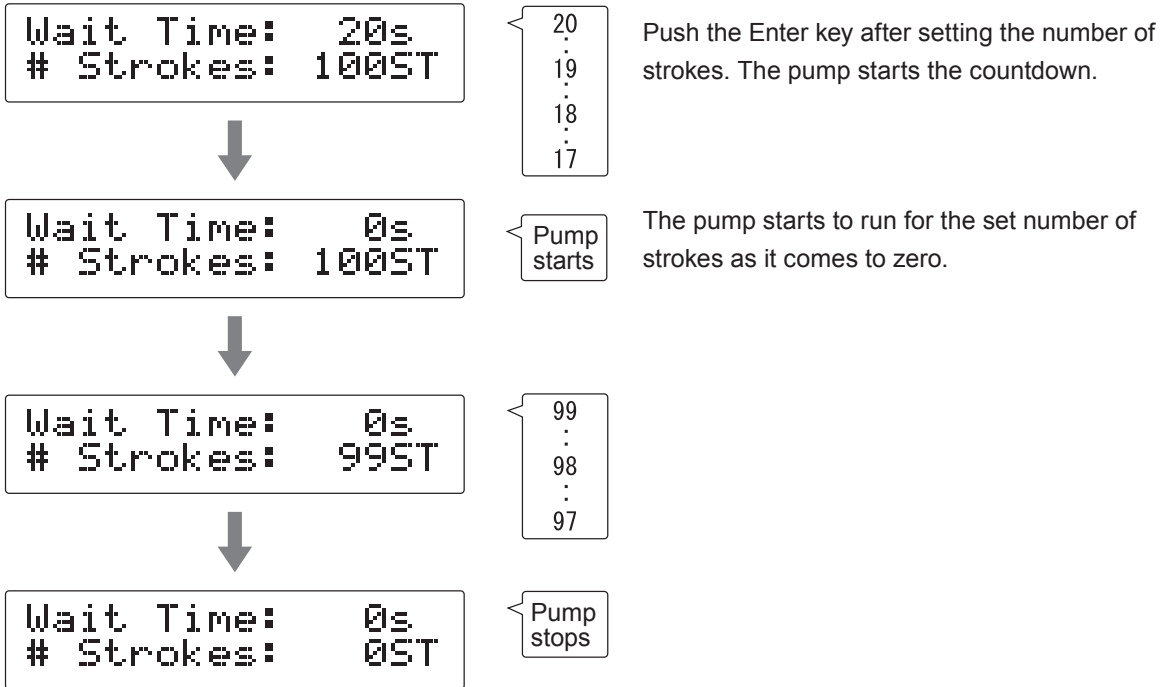 Wait Time: 20s
# Strokes: 100ST
20
19
18
17
Push the Enter key after setting the number of
strokes. The pump starts the countdown.
Wait Time: 0s
# Strokes: 100ST
Pump
starts
The pump starts to run for the set number of
strokes as it comes to zero.
Wait Time: 0s
# Strokes: 99ST
99
98
97
Wait Time: 0s
# Strokes: 0ST
Pump
stops